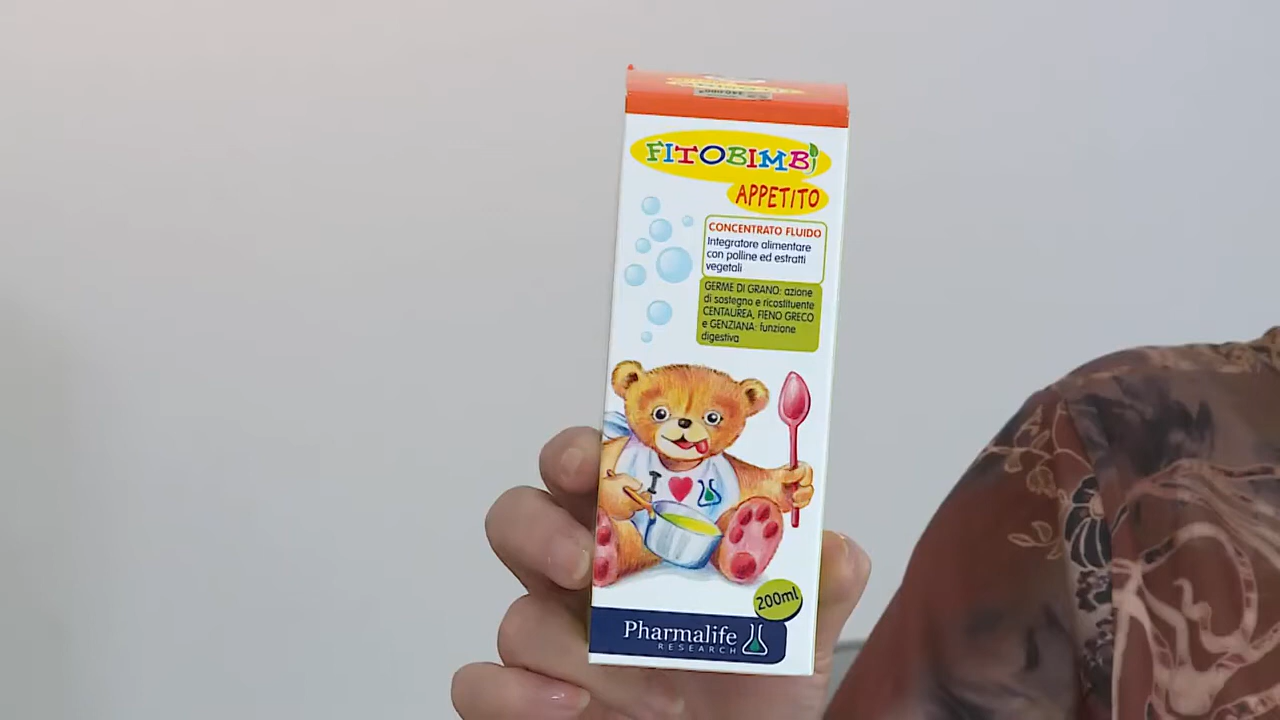 FITOBIMBi
APPETITO
CONCENTRATO FLUIDO
Integratore alimentare
con polline ed estratti
vegetali
GERME DI GRANO: azione
di sostegno e ricostituente
CENTAUREA, FIENO GRECO
e GENZIANA: funzione
digestiva
I
200ml
Pharmalife
RESEARCH